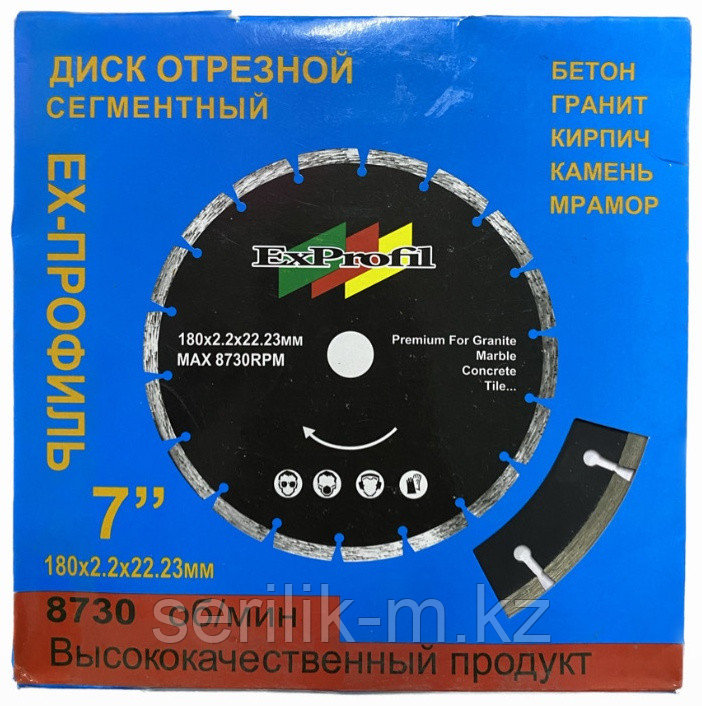 ДИСК ОТРЕЗНОЙ
СЕГМЕНТНЫЙ
БЕТОН
ГРАНИТ
КИРПИЧ
КАМЕНЬ
МРАМОР
EX-ПРОФИЛЬ
ExProfil
180x2.2x22.23мм
MAX 8730RPM
Premium For Granite
Marble
Concrete
Tile...
7”
180x2.2x22.23мм
8730 об/мин
Высококачественный продукт
serilik-m.kz